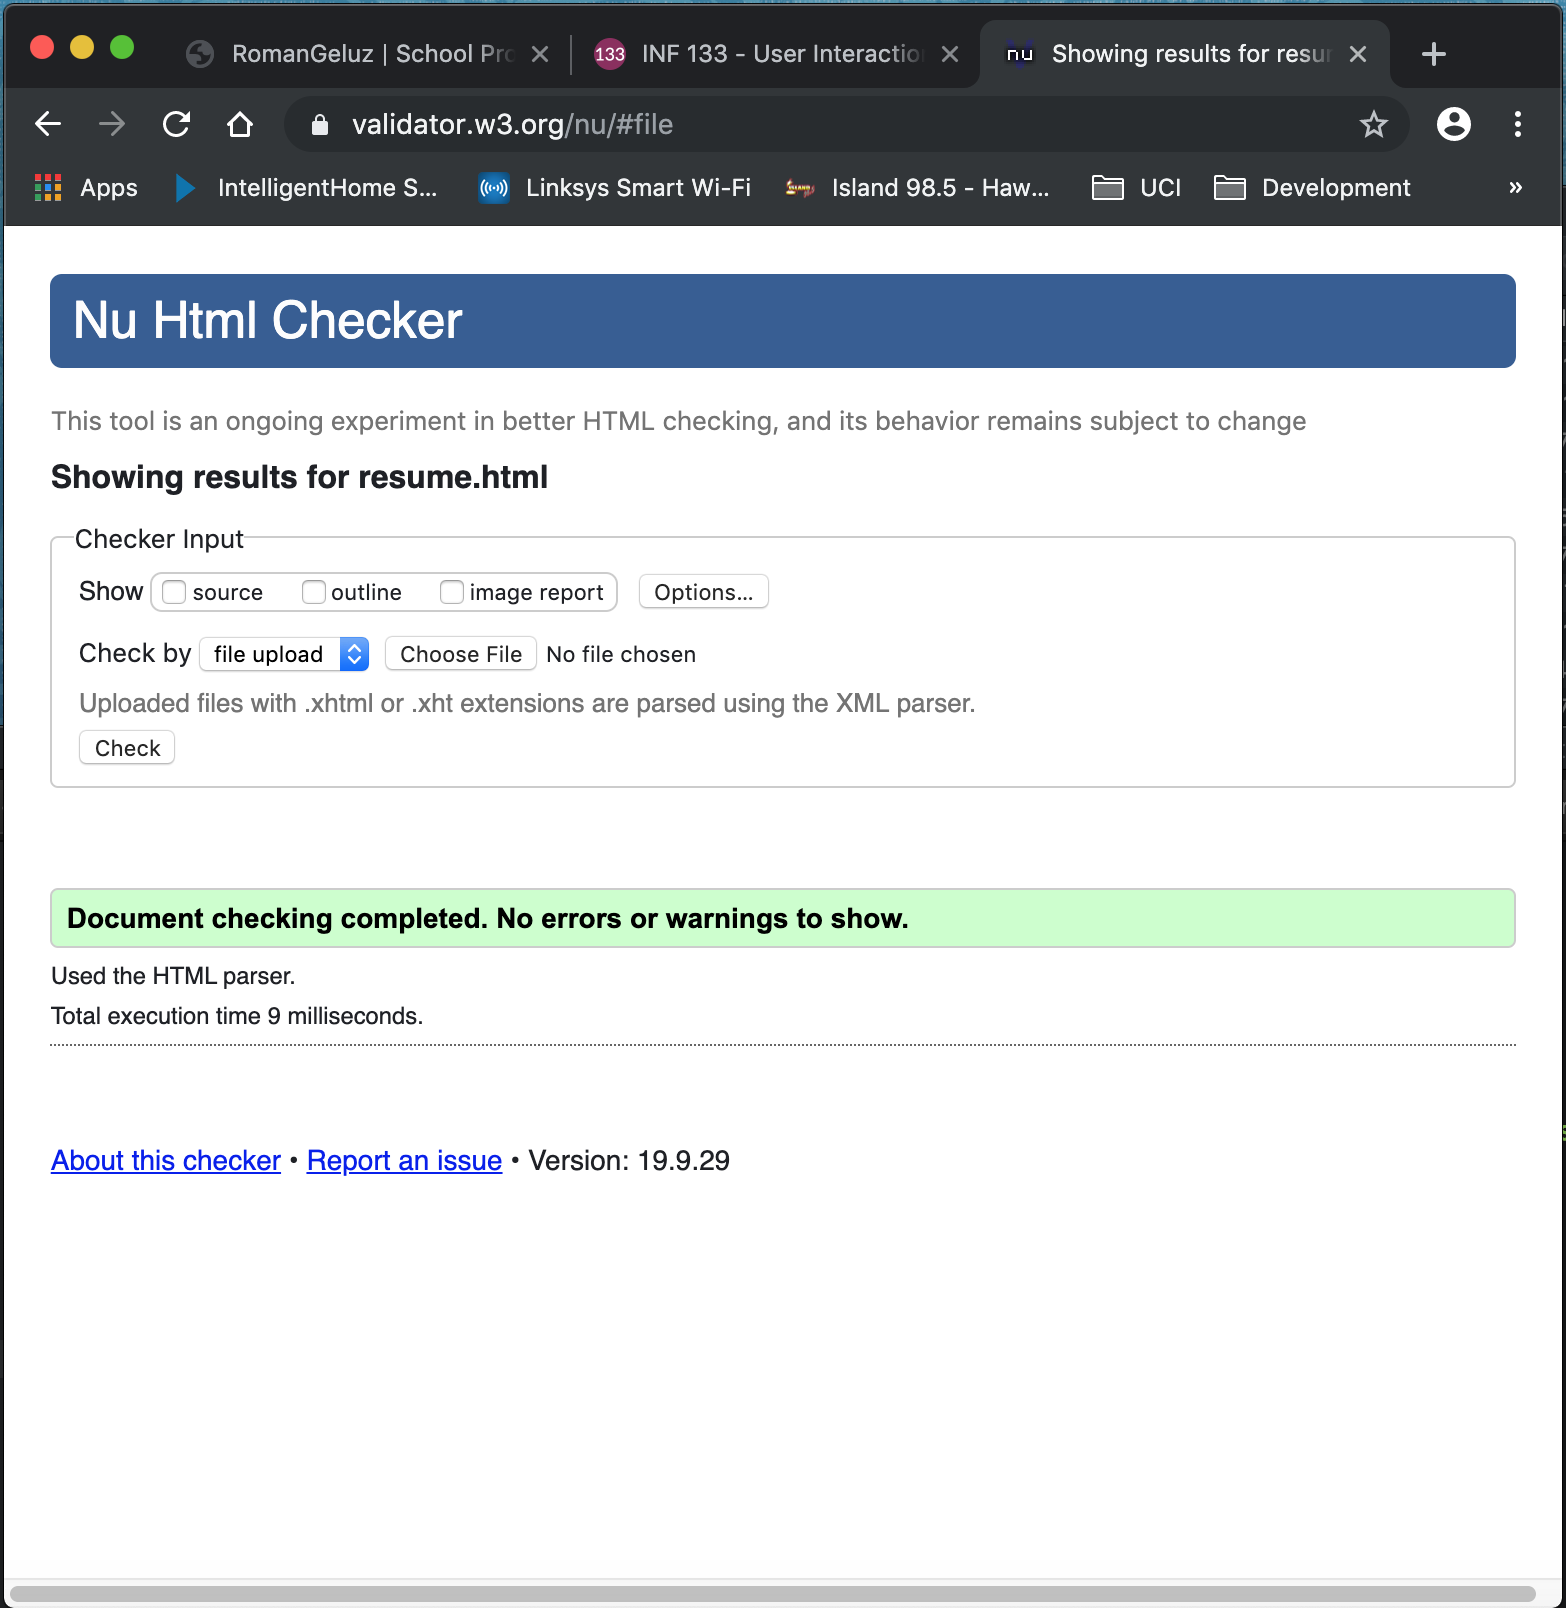 RomanGeluz | School Pro
133 INF 133 - User Interaction
nu Showing results for resur
validator.w3.org/nu/#file
Apps IntelligentHome S... Linksys Smart Wi-Fi ISLAND Island 98.5 - Haw... UCI Development »
Nu Html Checker
This tool is an ongoing experiment in better HTML checking, and its behavior remains subject to change
Showing results for resume.html
Checker Input
Show source outline image report Options...
Check by file upload Choose File No file chosen
Uploaded files with .xhtml or .xht extensions are parsed using the XML parser.
Check
Document checking completed. No errors or warnings to show.
Used the HTML parser.
Total execution time 9 milliseconds.
About this checker • Report an issue • Version: 19.9.29